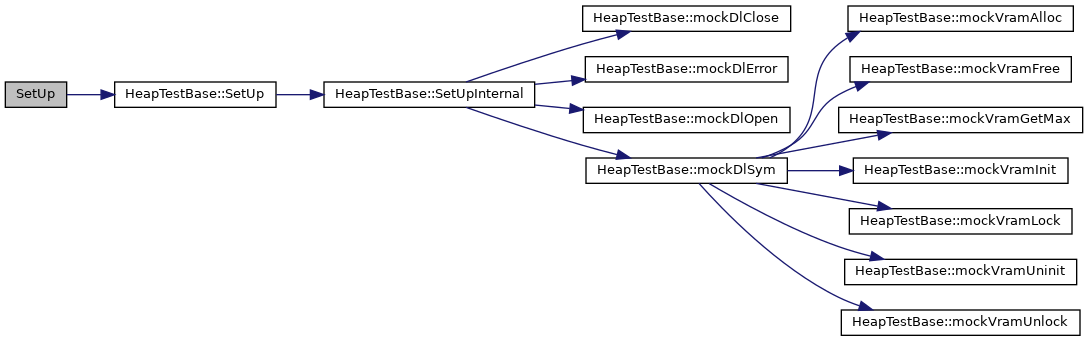 SetUp
HeapTestBase::SetUp
HeapTestBase::SetUpInternal
HeapTestBase::mockDlClose
HeapTestBase::mockDlError
HeapTestBase::mockDlOpen
HeapTestBase::mockDlSym
HeapTestBase::mockVramAlloc
HeapTestBase::mockVramFree
HeapTestBase::mockVramGetMax
HeapTestBase::mockVramInit
HeapTestBase::mockVramLock
HeapTestBase::mockVramUninit
HeapTestBase::mockVramUnlock